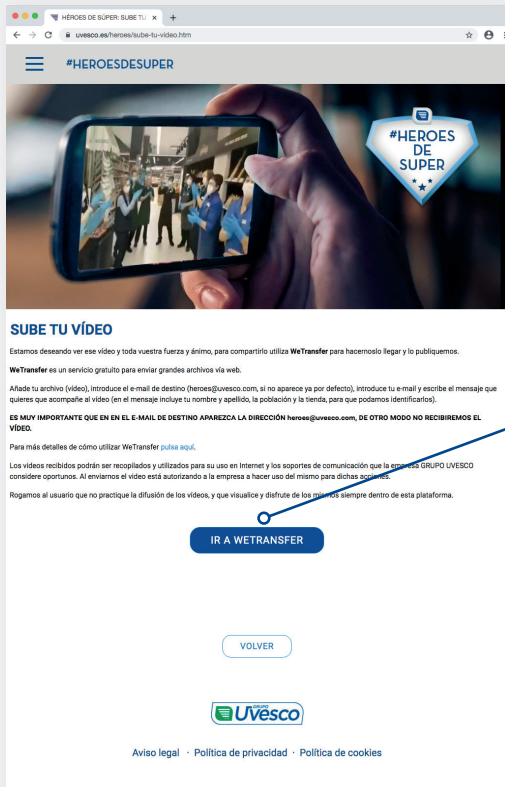 HÉROES DE SÚPER: SUBE TU
uvesco.es/heroes/sube-tu-video.htm
#HEROESDESUPER
#HEROES
DE
SUPER
SUBE TU VÍDEO
Estamos deseando ver ese vídeo y toda vuestra fuerza y ánimo, para compartirlo utiliza WeTransfer para hacernoslo llegar y lo publiquemos.
WeTransfer es un servicio gratuito para enviar grandes archivos vía web.
Añade tu archivo (vídeo), introduce el e-mail de destino (heroes@uvesco.com, si no aparece ya por defecto), introduce tu e-mail y escribe el mensaje que
quieres que acompañe al vídeo (en el mensaje incluye tu nombre y apellido, la población y la tienda, para que podamos identificarlos).
ES MUY IMPORTANTE QUE EN EN EL E-MAIL DE DESTINO APAREZCA LA DIRECCIÓN heroes@uvesco.com, DE OTRO MODO NO RECIBIREMOS EL
VÍDEO.
Para más detalles de cómo utilizar WeTransfer pulsa aquí.
Los vídeos recibidos podrán ser recopilados y utilizados para su uso en Internet y los soportes de comunicación que la empresa GRUPO UVESCO
considere oportunos. Al enviarnos el video está autorizando a la empresa a hacer uso del mismo para dichas acciones.
Rogamos al usuario que no practique la difusión de los vídeos, y que visualice y disfrute de los mismos siempre dentro de esta plataforma.
IR A WETRANSFER
VOLVER
GRUPO
Uvesco
Aviso legal · Política de privacidad · Política de cookies